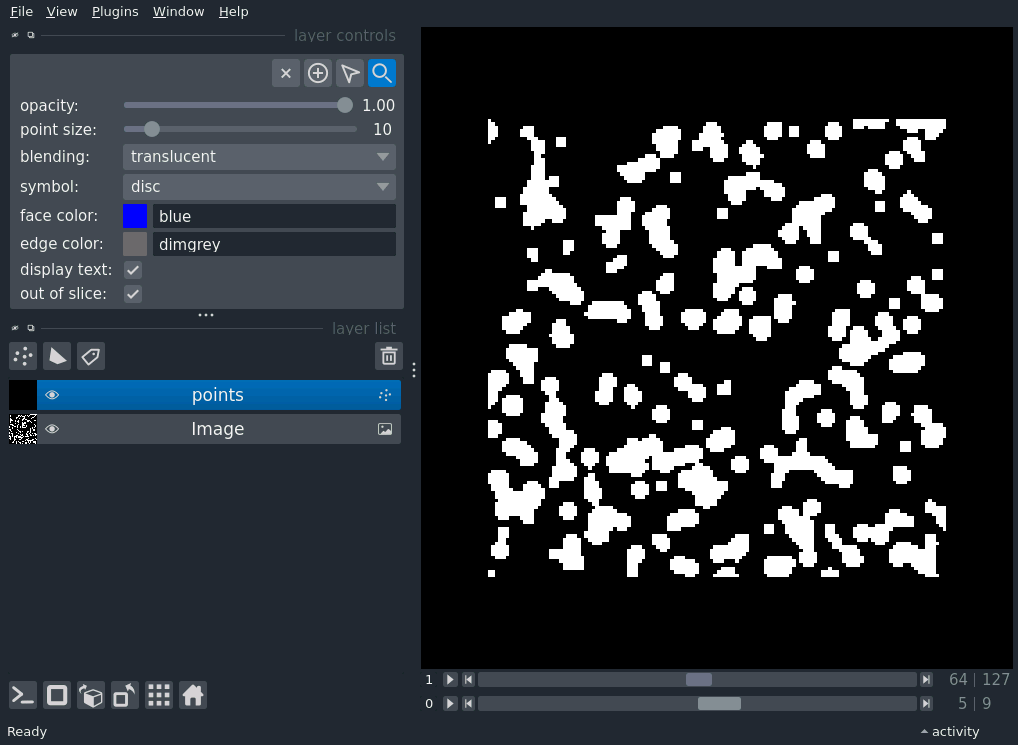 File View Plugins Window Help
layer controls
opacity: 1.00
point size: 10
blending: translucent
symbol: disc
face color: blue
edge color: dimgrey
display text:
out of slice:
layer list
points
Image
1 64 | 127
0 5 | 9
Ready activity